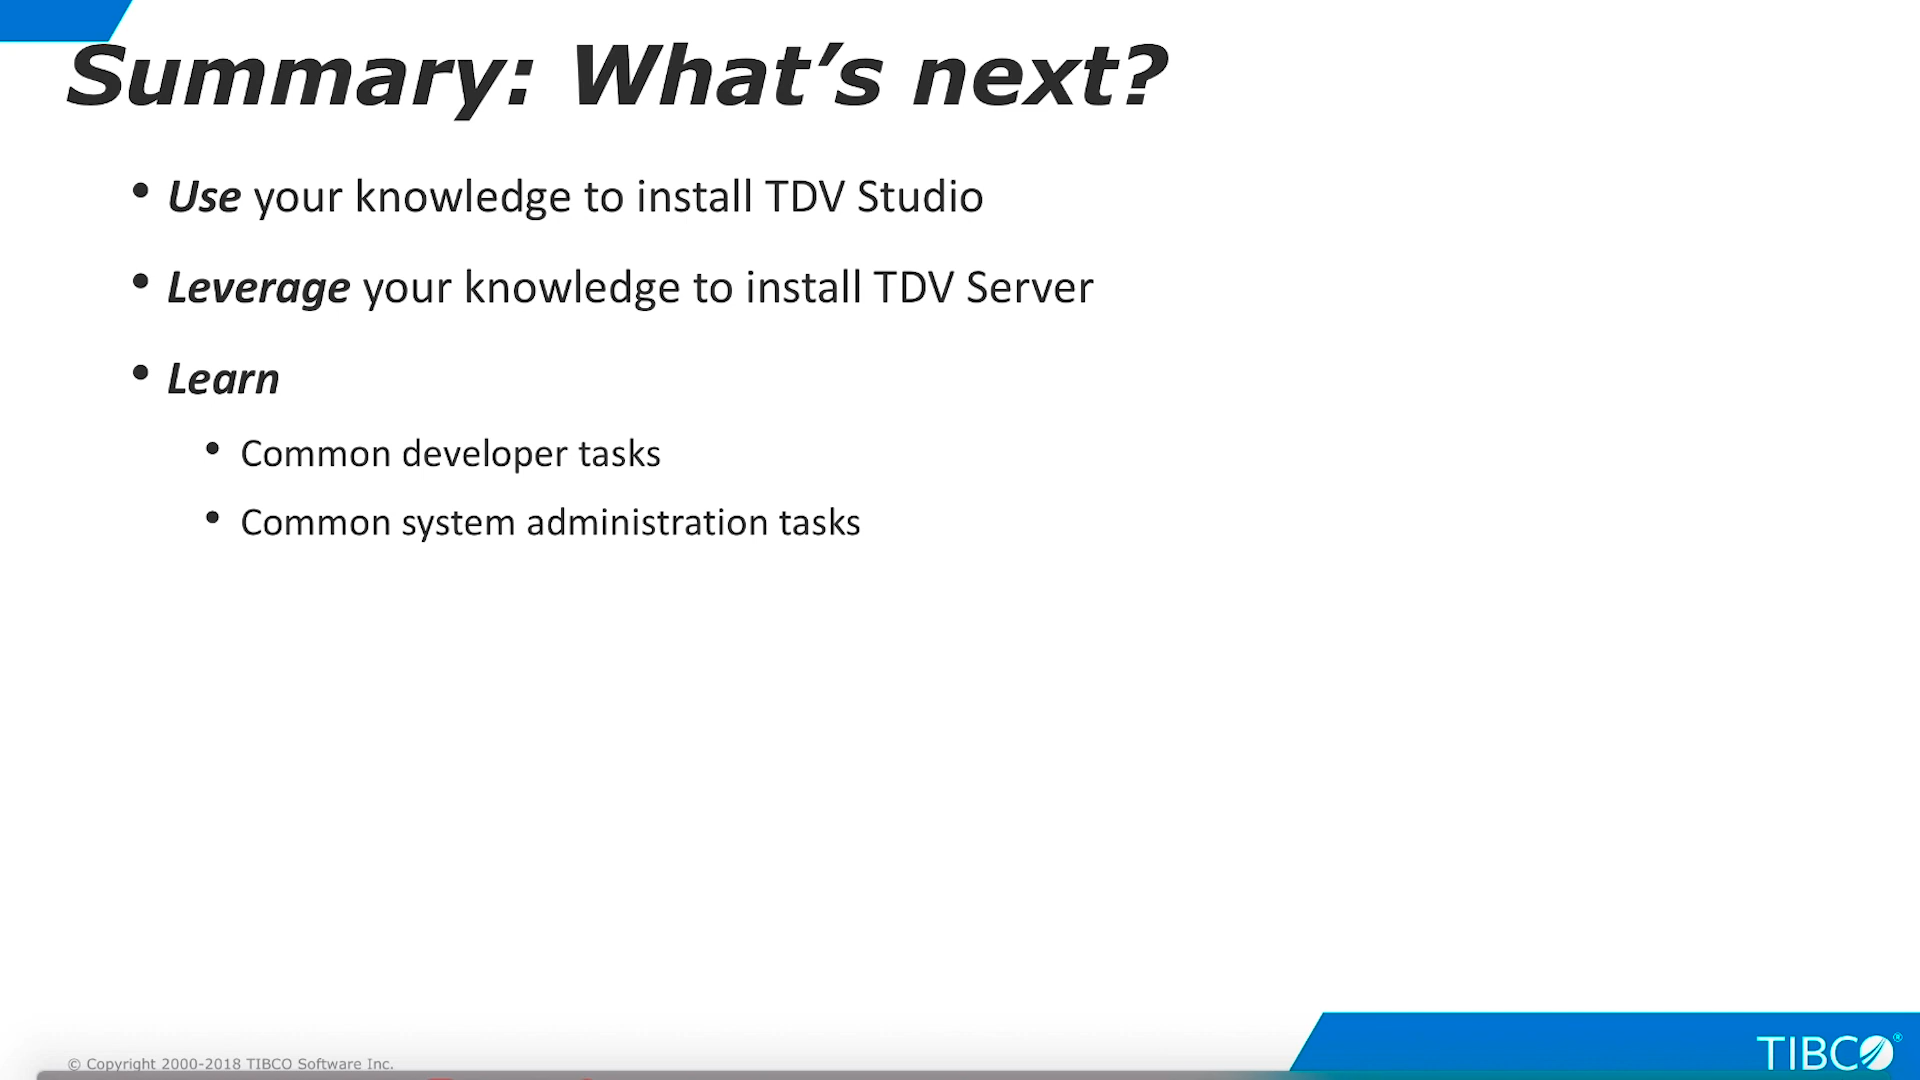 Summary: What’s next?
• Use your knowledge to install TDV Studio
• Leverage your knowledge to install TDV Server
• Learn
• Common developer tasks
• Common system administration tasks
© Copyright 2000-2018 TIBCO Software Inc.
TIBCO®